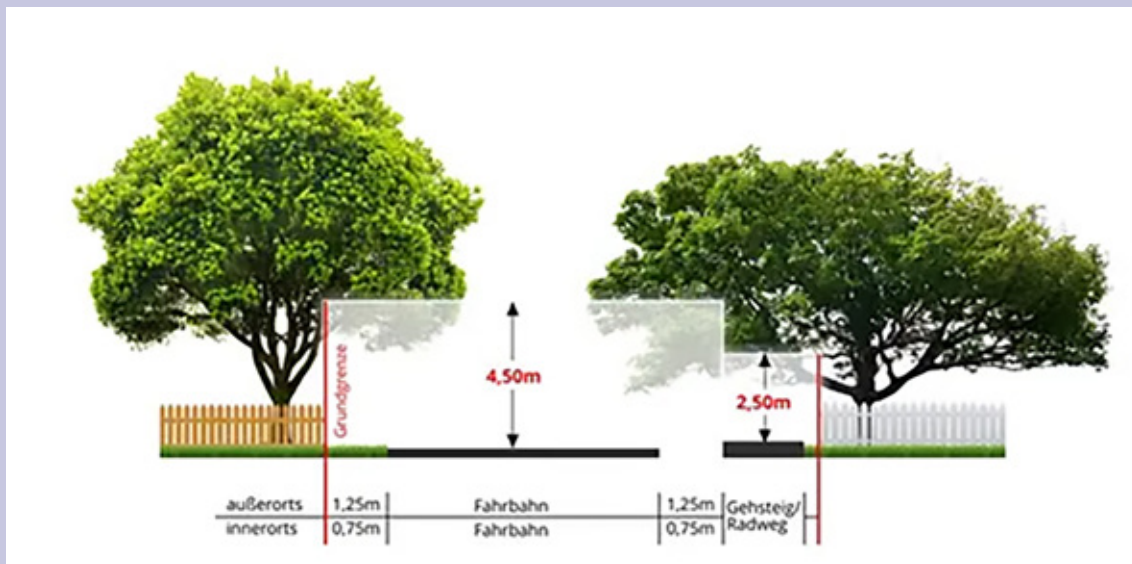 Grundgrenze
4,50m
2,50m
außerorts 1,25m Fahrbahn 1,25m Gehsteig/
innerorts 0,75m Fahrbahn 0,75m Radweg